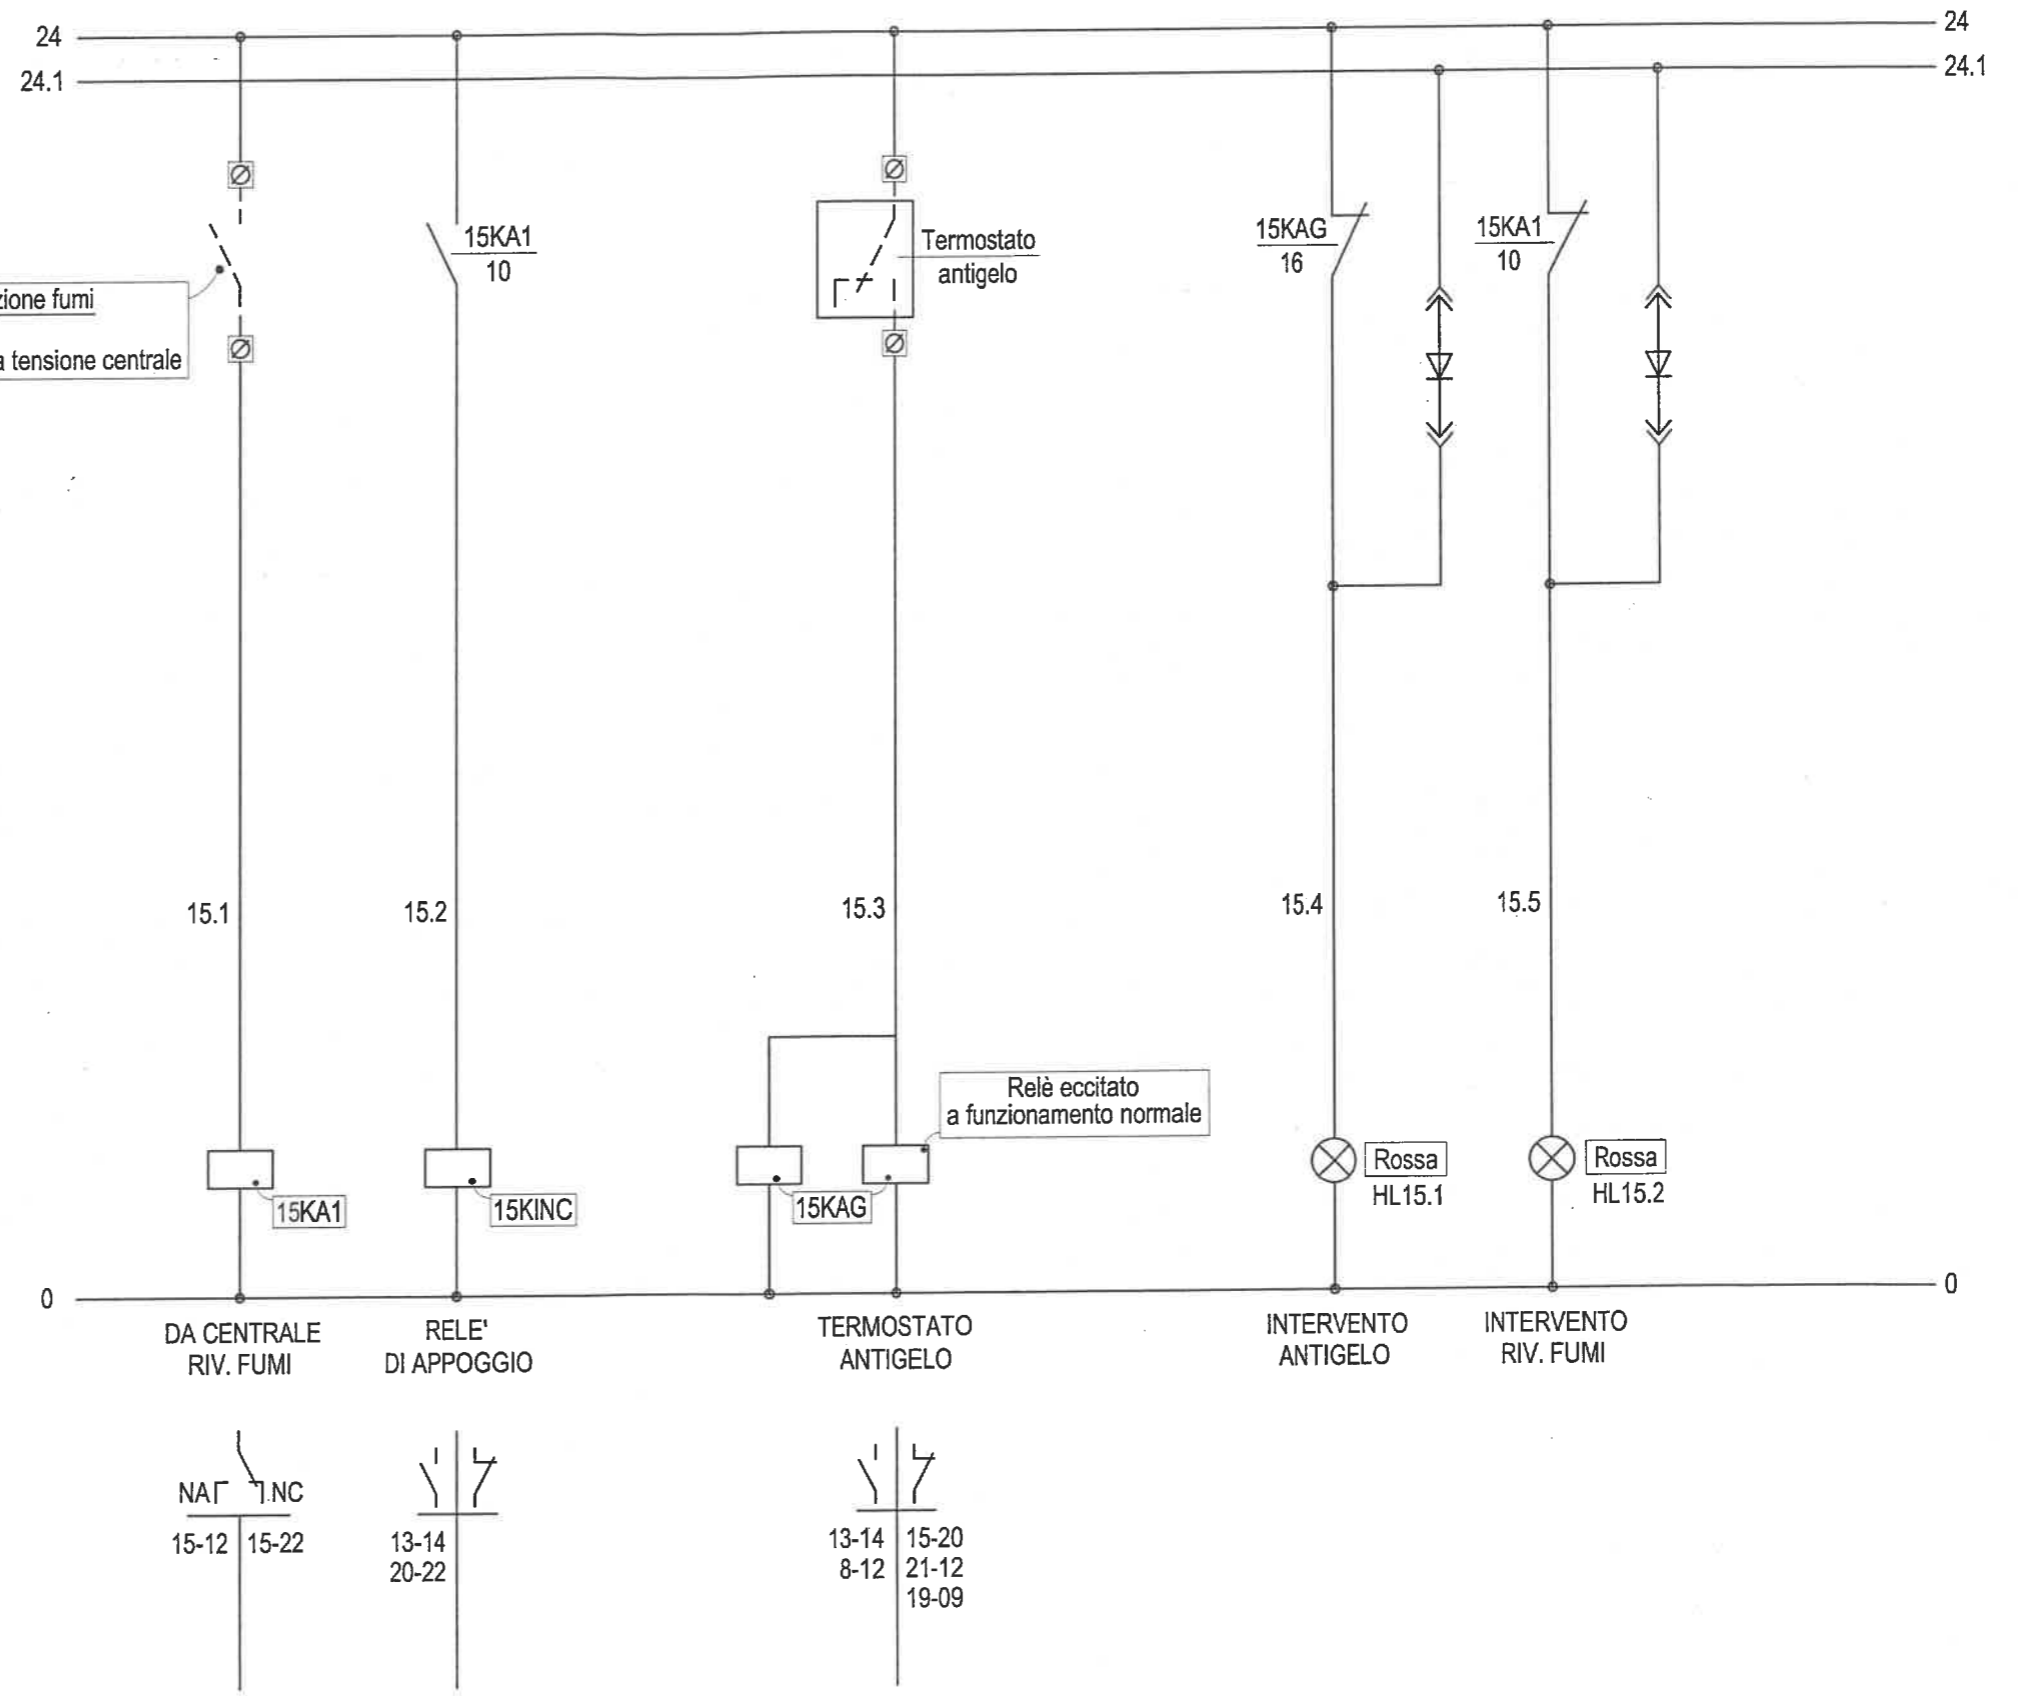 24
24
24.1
24.1
15KA1
10
Termostato
antigelo
15KAG
16
15KA1
10
zione fumi
a tensione centrale
15.1
15.2
15.3
15.4
15.5
Relè eccitato
a funzionamento normale
Rossa
HL15.1
Rossa
HL15.2
15KA1
15KINC
15KAG
0
0
DA CENTRALE
RIV. FUMI
RELE'
DI APPOGGIO
TERMOSTATO
ANTIGELO
INTERVENTO
ANTIGELO
INTERVENTO
RIV. FUMI
NA NC
15-12 15-22
13-14
20-22
13-14 15-20
8-12 21-12
19-09